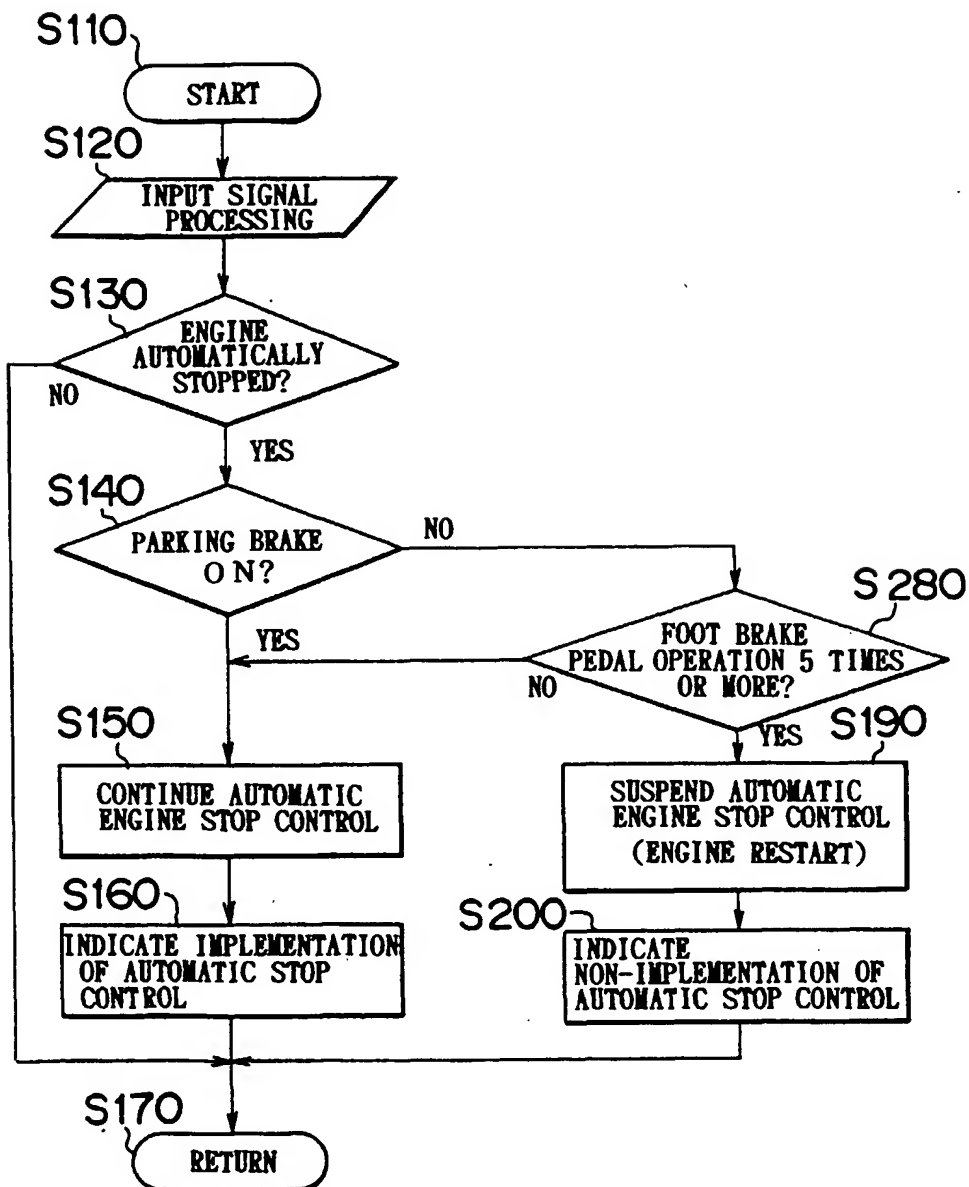 S110
START
S120
INPUT SIGNAL
PROCESSING
S130
ENGINE
AUTOMATICALLY
STOPPED?
NO
YES
S140
PARKING BRAKE
ON?
NO
YES
S280
FOOT BRAKE
PEDAL OPERATION 5 TIMES
OR MORE?
NO
YES
S150
CONTINUE AUTOMATIC
ENGINE STOP CONTROL
S190
SUSPEND AUTOMATIC
ENGINE STOP CONTROL
(ENGINE RESTART)
S160
INDICATE IMPLEMENTATION
OF AUTOMATIC STOP
CONTROL
S200
INDICATE
NON-IMPLEMENTATION OF
AUTOMATIC STOP CONTROL
S170
RETURN